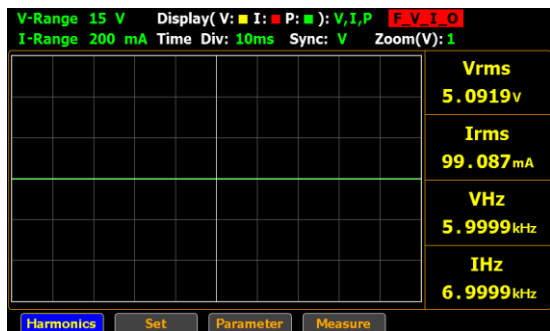 V-Range 15 V Display( V: I: P: ): V,I,P F_V_I_O
I-Range 200 mA Time Div: 10ms Sync: V Zoom(V): 1
Vrms
5.0919V
Irms
99.087mA
VHz
5.9999kHz
IHz
6.9999kHz
Harmonics Set Parameter Measure